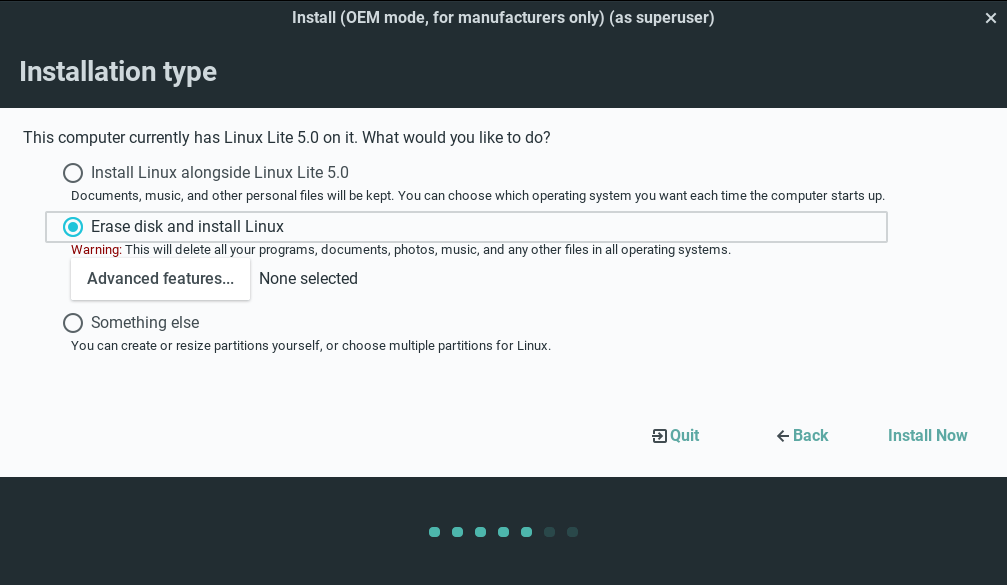 Install (OEM mode, for manufacturers only) (as superuser)
Installation type
This computer currently has Linux Lite 5.0 on it. What would you like to do?
Install Linux alongside Linux Lite 5.0
Documents, music, and other personal files will be kept. You can choose which operating system you want each time the computer starts up.
Erase disk and install Linux
Warning: This will delete all your programs, documents, photos, music, and any other files in all operating systems.
Advanced features... None selected
Something else
You can create or resize partitions yourself, or choose multiple partitions for Linux.
Quit Back Install Now